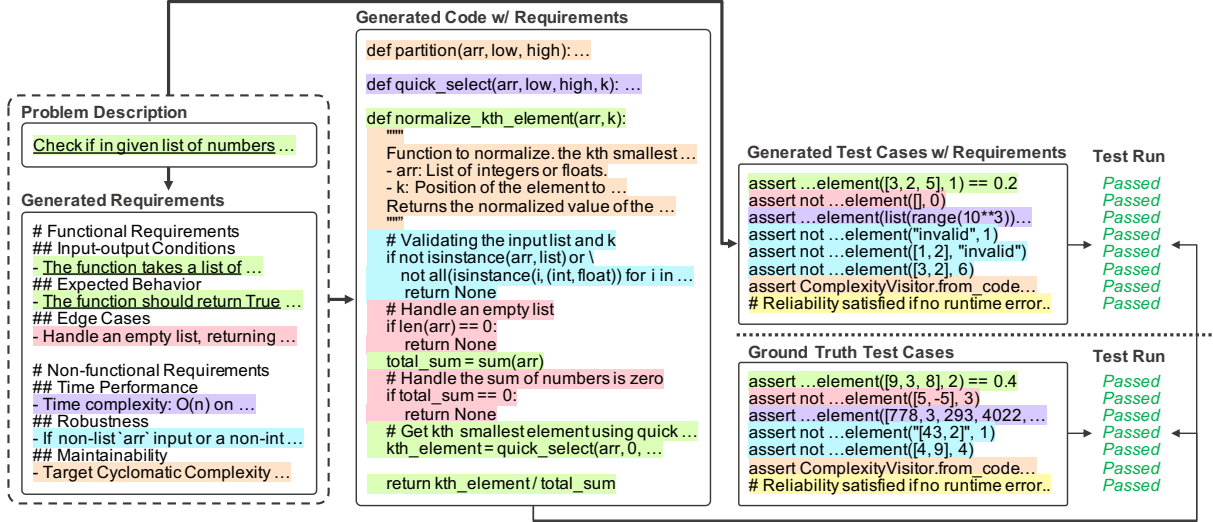 Problem Description
Check if in given list of numbers ...
Generated Requirements
# Functional Requirements
## Input-output Conditions
- The function takes a list of ...
## Expected Behavior
- The function should return True ...
## Edge Cases
- Handle an empty list, returning ...
# Non-functional Requirements
## Time Performance
- Time complexity: O(n) on ...
## Robustness
- If non-list `arr` input or a non-int ...
## Maintainability
- Target Cyclomatic Complexity ...
Generated Code w/ Requirements
def partition(arr, low, high): ...
def quick_select(arr, low, high, k): ...
def normalize_kth_element(arr, k):
"""
Function to normalize. the kth smallest ...
- arr: List of integers or floats.
- k: Position of the element to ...
Returns the normalized value of the ...
"""
# Validating the input list and k
if not isinstance(arr, list) or \
not all(isinstance(i, (int, float)) for i in ...
return None
# Handle an empty list
if len(arr) == 0:
return None
total_sum = sum(arr)
# Handle the sum of numbers is zero
if total_sum == 0:
return None
# Get kth smallest element using quick ...
kth_element = quick_select(arr, 0, ...
return kth_element / total_sum
Generated Test Cases w/ Requirements
assert ...element([3, 2, 5], 1) == 0.2
assert not ...element([], 0)
assert ...element(list(range(10**3))...
assert not ...element("invalid", 1)
assert not ...element([1, 2], "invalid")
assert not ...element([3, 2], 6)
assert ComplexityVisitor.from_code...
# Reliability satisfied if no runtime error..
Test Run
Passed
Passed
Passed
Passed
Passed
Passed
Passed
Passed
Ground Truth Test Cases
assert ...element([9, 3, 8], 2) == 0.4
assert not ...element([5, -5], 3)
assert ...element([778, 3, 293, 4022, ...
assert not ...element("[43, 2]", 1)
assert not ...element([4, 9], 4)
assert ComplexityVisitor.from_code...
# Reliability satisfied if no runtime error..
Test Run
Passed
Passed
Passed
Passed
Passed
Passed
Passed